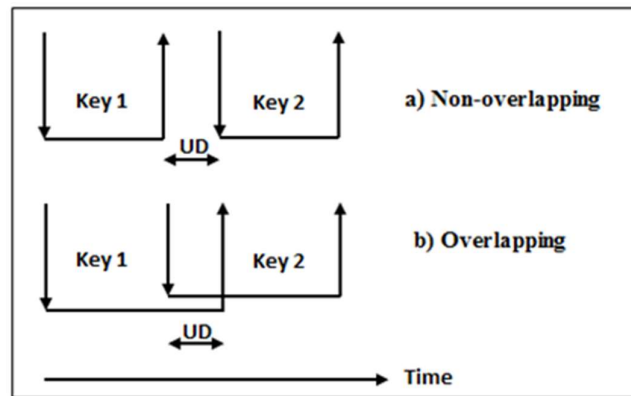 Key 1
Key 2
a) Non-overlapping
UD
Key 1
Key 2
b) Overlapping
UD
Time